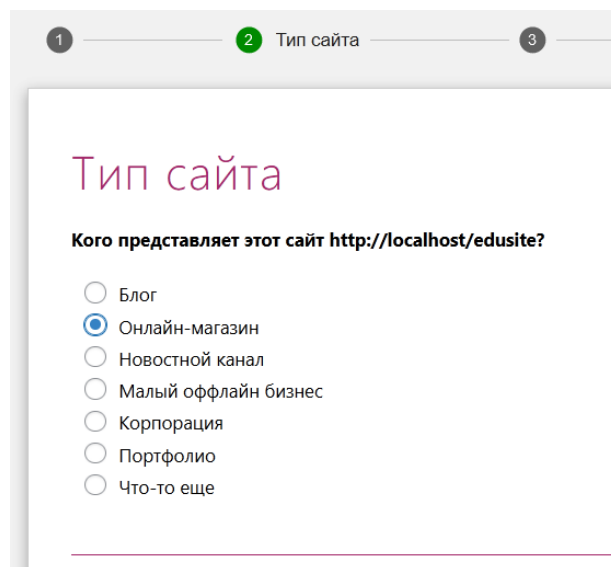 1 2 Тип сайта 3
Тип сайта
Кого представляет этот сайт http://localhost/edusite?
Блог
Онлайн-магазин
Новостной канал
Малый оффлайн бизнес
Корпорация
Портфолио
Что-то еще